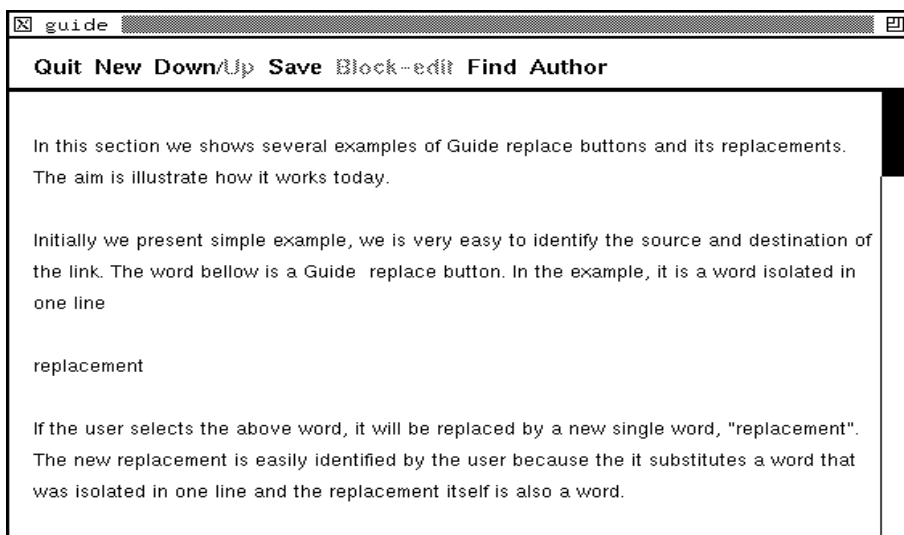 guide
Quit New Down/Up Save Block-edit Find Author
In this section we shows several examples of Guide replace buttons and its replacements.
The aim is illustrate how it works today.
Initially we present simple example, we is very easy to identify the source and destination of
the link. The word bellow is a Guide replace button. In the example, it is a word isolated in
one line
replacement
If the user selects the above word, it will be replaced by a new single word, "replacement".
The new replacement is easily identified by the user because the it substitutes a word that
was isolated in one line and the replacement itself is also a word.